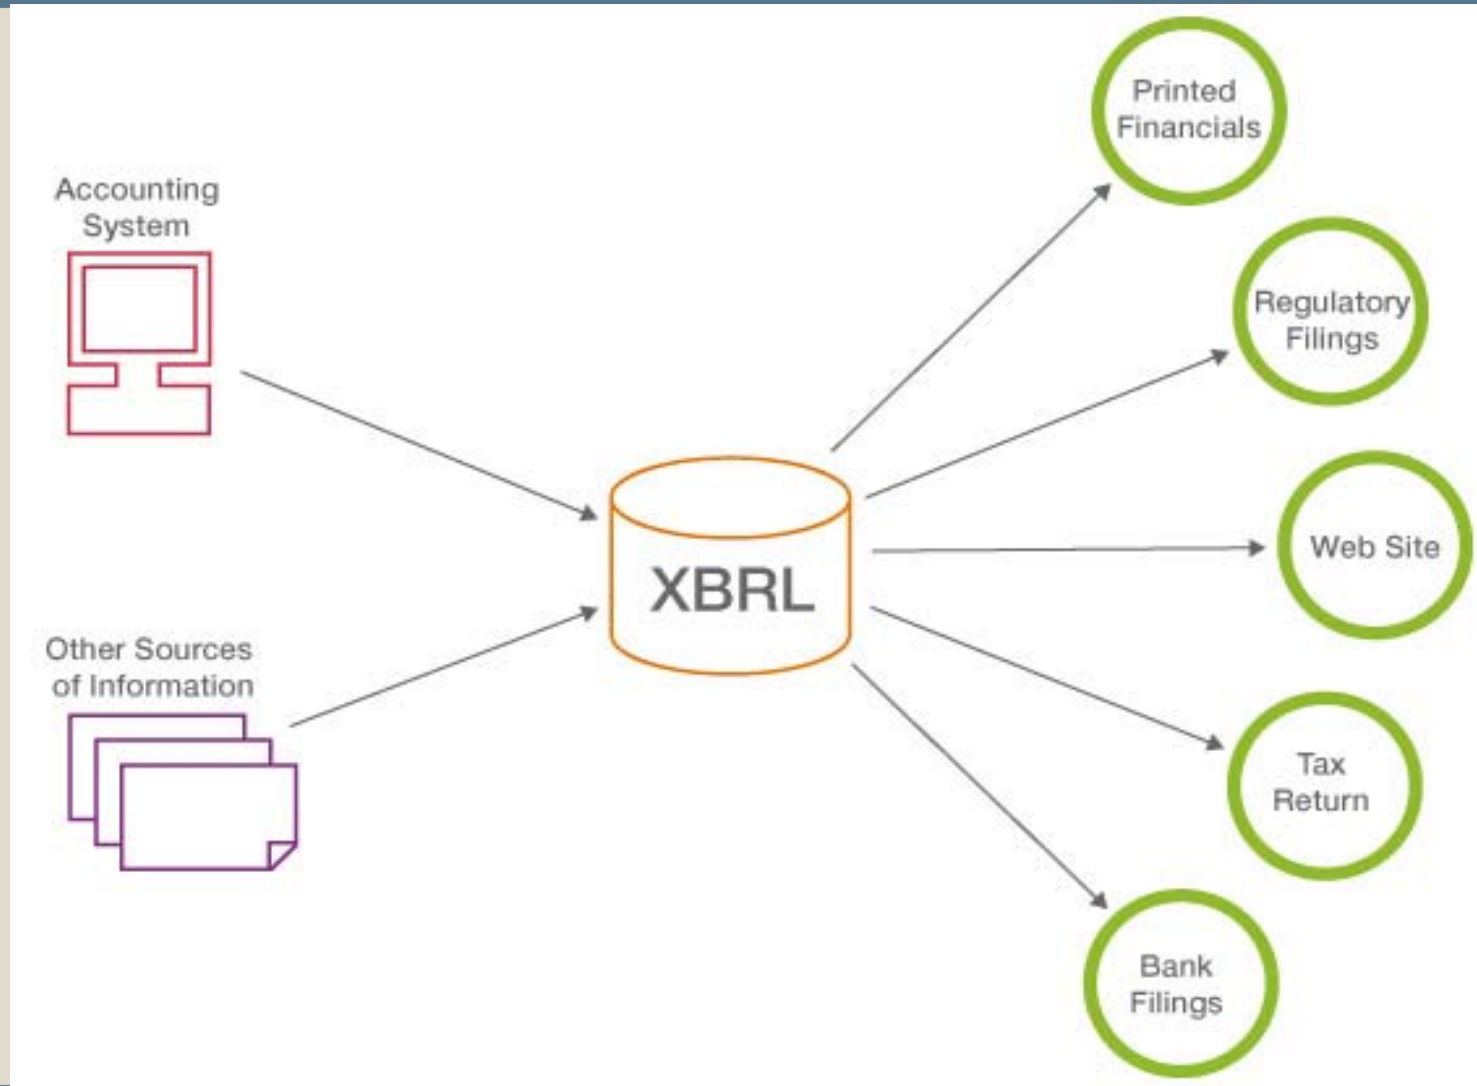 Accounting
System
Other Sources
of Information
XBRL
Printed
Financials
Regulatory
Filings
Web Site
Tax
Return
Bank
Filings